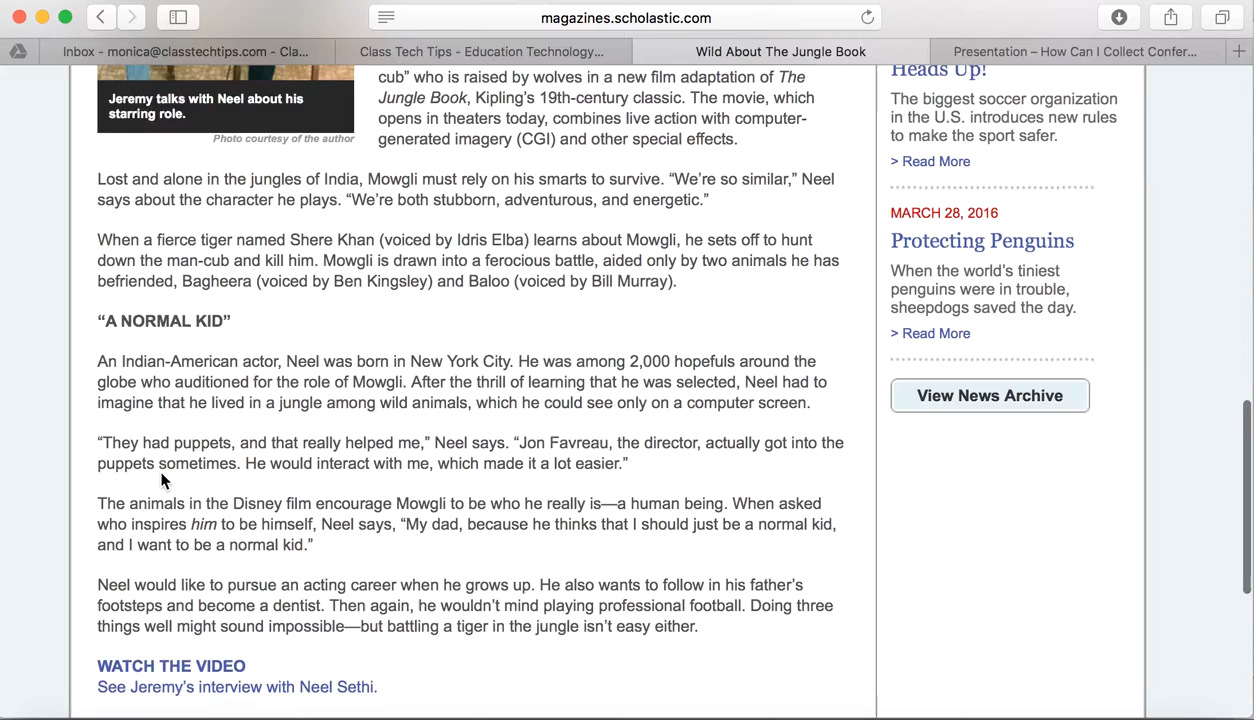 magazines.scholastic.com
Inbox - monica@classtechtips.com - Cla...
Class Tech Tips - Education Technology...
Wild About The Jungle Book
Presentation – How Can I Collect Confer...
Jeremy talks with Neel about his
starring role.
Photo courtesy of the author
cub” who is raised by wolves in a new film adaptation of The
Jungle Book, Kipling’s 19th-century classic. The movie, which
opens in theaters today, combines live action with computer-
generated imagery (CGI) and other special effects.
Lost and alone in the jungles of India, Mowgli must rely on his smarts to survive. “We’re so similar,” Neel
says about the character he plays. “We’re both stubborn, adventurous, and energetic.”
When a fierce tiger named Shere Khan (voiced by Idris Elba) learns about Mowgli, he sets off to hunt
down the man-cub and kill him. Mowgli is drawn into a ferocious battle, aided only by two animals he has
befriended, Bagheera (voiced by Ben Kingsley) and Baloo (voiced by Bill Murray).
“A NORMAL KID”
An Indian-American actor, Neel was born in New York City. He was among 2,000 hopefuls around the
globe who auditioned for the role of Mowgli. After the thrill of learning that he was selected, Neel had to
imagine that he lived in a jungle among wild animals, which he could see only on a computer screen.
“They had puppets, and that really helped me,” Neel says. “Jon Favreau, the director, actually got into the
puppets sometimes. He would interact with me, which made it a lot easier.”
The animals in the Disney film encourage Mowgli to be who he really is—a human being. When asked
who inspires him to be himself, Neel says, “My dad, because he thinks that I should just be a normal kid,
and I want to be a normal kid.”
Neel would like to pursue an acting career when he grows up. He also wants to follow in his father’s
footsteps and become a dentist. Then again, he wouldn’t mind playing professional football. Doing three
things well might sound impossible—but battling a tiger in the jungle isn’t easy either.
WATCH THE VIDEO
See Jeremy’s interview with Neel Sethi.
Heads Up!
The biggest soccer organization
in the U.S. introduces new rules
to make the sport safer.
> Read More
MARCH 28, 2016
Protecting Penguins
When the world’s tiniest
penguins were in trouble,
sheepdogs saved the day.
> Read More
View News Archive